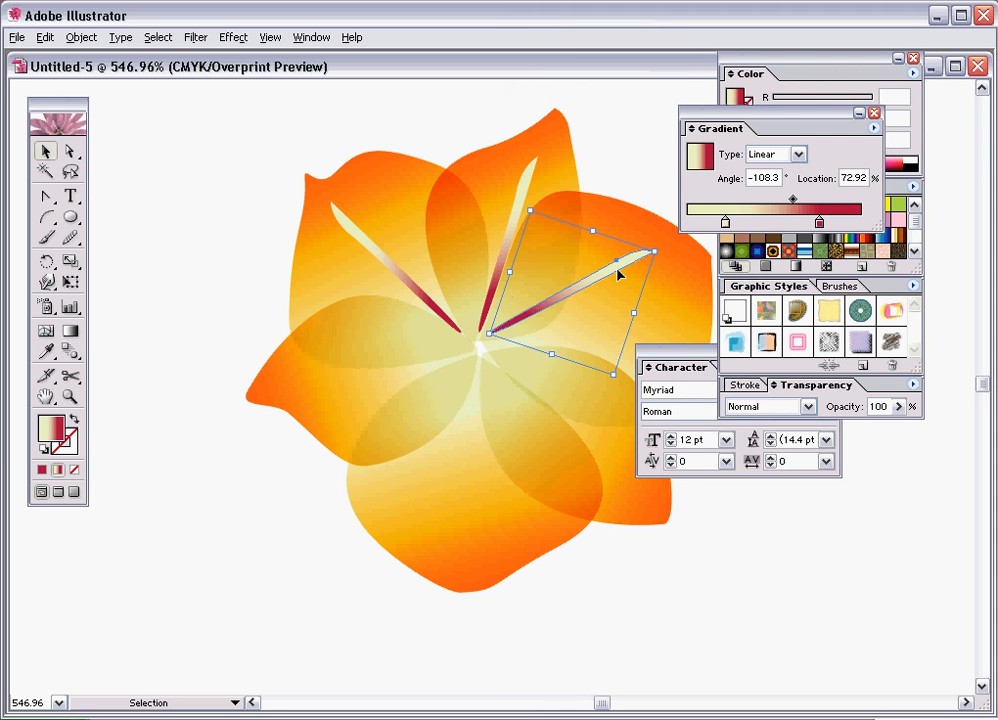 Adobe Illustrator
File Edit Object Type Select Filter Effect View Window Help
Untitled-5 @ 546.96% (CMYK/Overprint Preview)
Color
R
Gradient
Type: Linear
Angle: -108.3 ° Location: 72.92 %
Graphic Styles Brushes
Character
Myriad
Roman
12 pt (14.4 pt
0 0
Stroke Transparency
Normal Opacity: 100 %
546.96 Selection